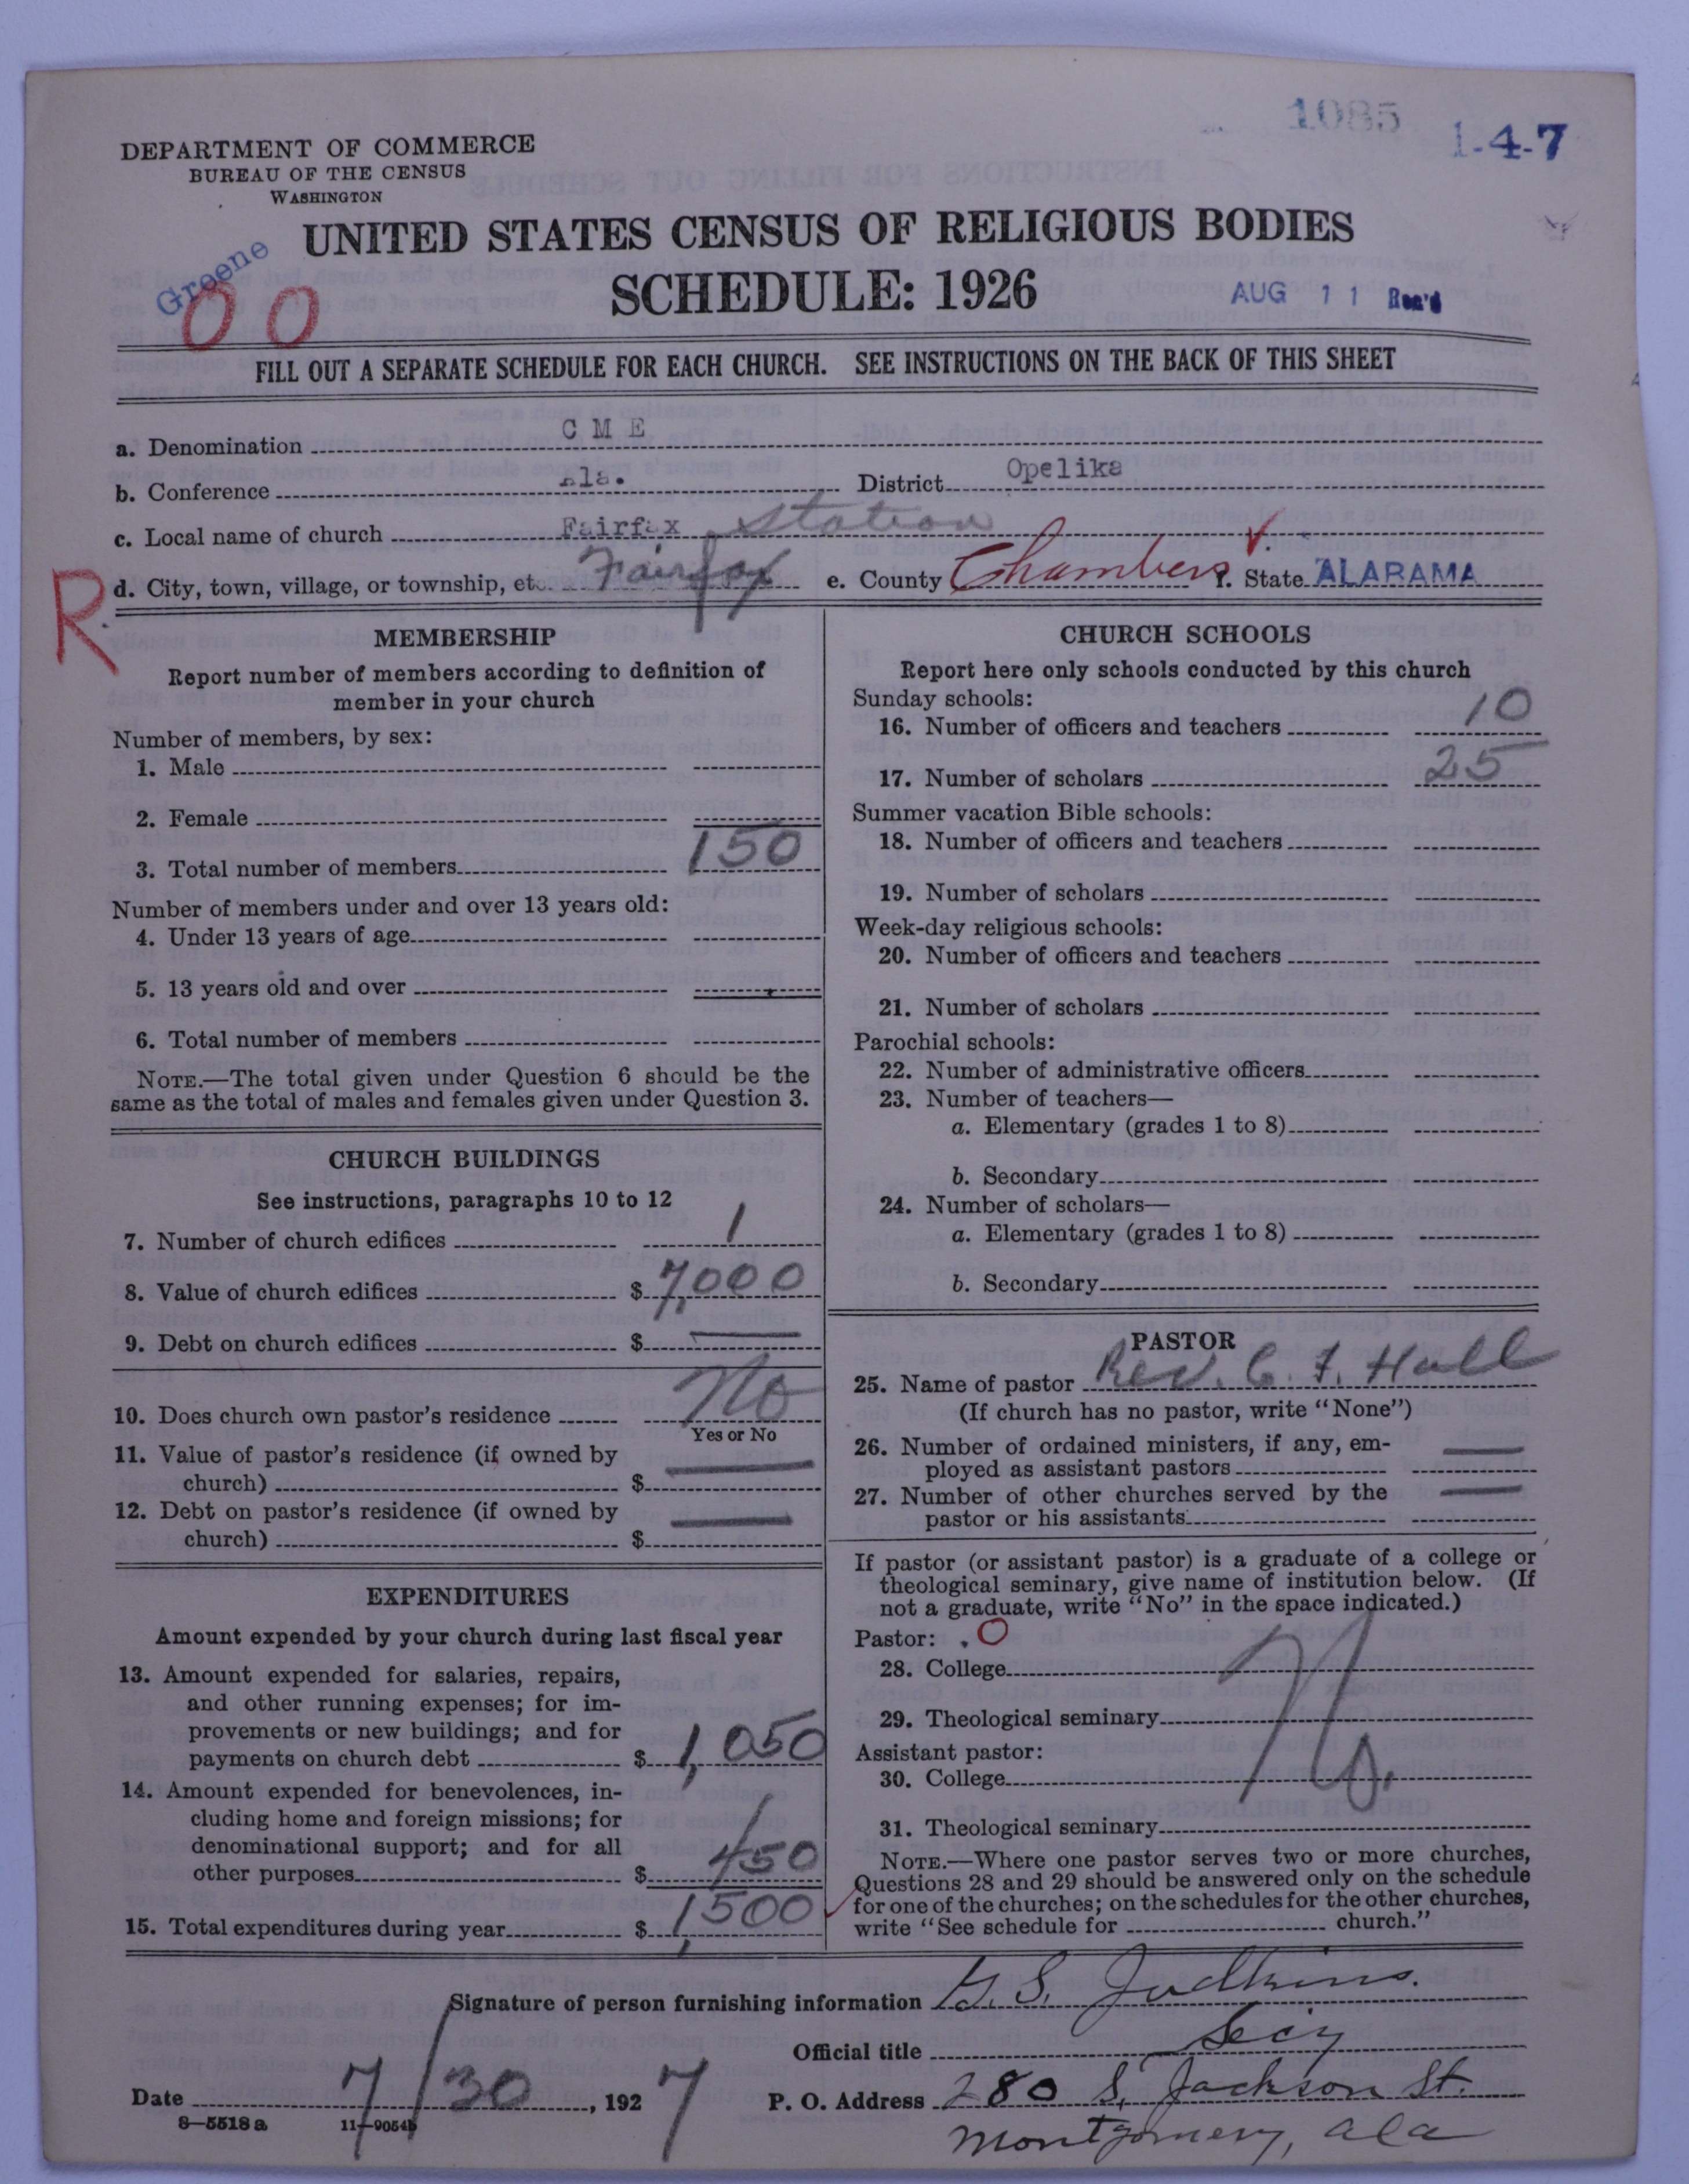 1085
1-4-7
DEPARTMENT OF COMMERCE
BUREAU OF THE CENSUS
WASHINGTON
UNITED STATES CENSUS OF RELIGIOUS BODIES
SCHEDULE: 1926
Greene
00
AUG 11 Rec'd
FILL OUT A SEPARATE SCHEDULE FOR EACH CHURCH. SEE INSTRUCTIONS ON THE BACK OF THIS SHEET
a. Denomination C M E
b. Conference Ala. District Opelika
c. Local name of church Fairfax Station
R d. City, town, village, or township, etc. Fairfax e. County Chambers f. State ALABAMA
MEMBERSHIP
Report number of members according to definition of
member in your church
Number of members, by sex:
1. Male
2. Female
3. Total number of members 150
Number of members under and over 13 years old:
4. Under 13 years of age
5. 13 years old and over
6. Total number of members
NOTE.—The total given under Question 6 should be the
same as the total of males and females given under Question 3.
CHURCH BUILDINGS
See instructions, paragraphs 10 to 12
7. Number of church edifices 1
8. Value of church edifices $ 7,000
9. Debt on church edifices $ —
10. Does church own pastor's residence No
Yes or No
11. Value of pastor's residence (if owned by
church) $ —
12. Debt on pastor's residence (if owned by
church) $ —
EXPENDITURES
Amount expended by your church during last fiscal year
13. Amount expended for salaries, repairs,
and other running expenses; for im-
provements or new buildings; and for
payments on church debt $ 1,050
14. Amount expended for benevolences, in-
cluding home and foreign missions; for
denominational support; and for all
other purposes $ 450
15. Total expenditures during year $ 1,500
CHURCH SCHOOLS
Report here only schools conducted by this church
Sunday schools:
16. Number of officers and teachers 10
17. Number of scholars 25
Summer vacation Bible schools:
18. Number of officers and teachers
19. Number of scholars
Week-day religious schools:
20. Number of officers and teachers
21. Number of scholars
Parochial schools:
22. Number of administrative officers
23. Number of teachers—
a. Elementary (grades 1 to 8)
b. Secondary
24. Number of scholars—
a. Elementary (grades 1 to 8)
b. Secondary
PASTOR
25. Name of pastor Rev. C. F. Hall
(If church has no pastor, write "None")
26. Number of ordained ministers, if any, em-
ployed as assistant pastors —
27. Number of other churches served by the
pastor or his assistants —
If pastor (or assistant pastor) is a graduate of a college or
theological seminary, give name of institution below. (If
not a graduate, write "No" in the space indicated.)
Pastor: 0
28. College No.
29. Theological seminary
Assistant pastor:
30. College
31. Theological seminary
NOTE.—Where one pastor serves two or more churches,
Questions 28 and 29 should be answered only on the schedule
for one of the churches; on the schedules for the other churches,
write "See schedule for church."
Signature of person furnishing information G. S. Judkins.
Official title Secy
Date 7/30, 1927 P. O. Address 280 S. Jackson St.
8—5518a 11—9054b
Montgomery, Ala